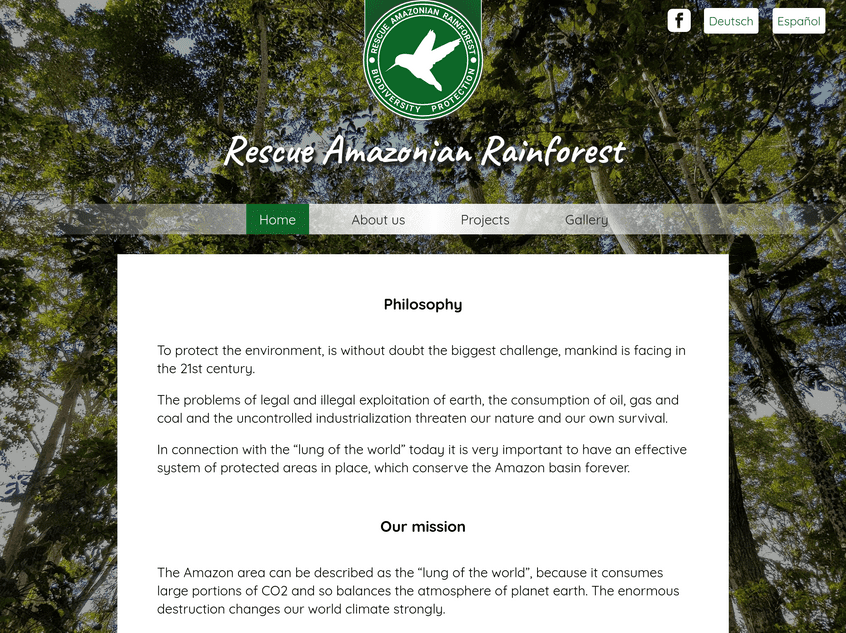 RESCUE AMAZONIAN RAINFOREST
BIODIVERSITY PROTECTION
Deutsch
Español
Rescue Amazonian Rainforest
Home
About us
Projects
Gallery
Philosophy
To protect the environment, is without doubt the biggest challenge, mankind is facing in
the 21st century.
The problems of legal and illegal exploitation of earth, the consumption of oil, gas and
coal and the uncontrolled industrialization threaten our nature and our own survival.
In connection with the “lung of the world” today it is very important to have an effective
system of protected areas in place, which conserve the Amazon basin forever.
Our mission
The Amazon area can be described as the “lung of the world”, because it consumes
large portions of CO2 and so balances the atmosphere of planet earth. The enormous
destruction changes our world climate strongly.